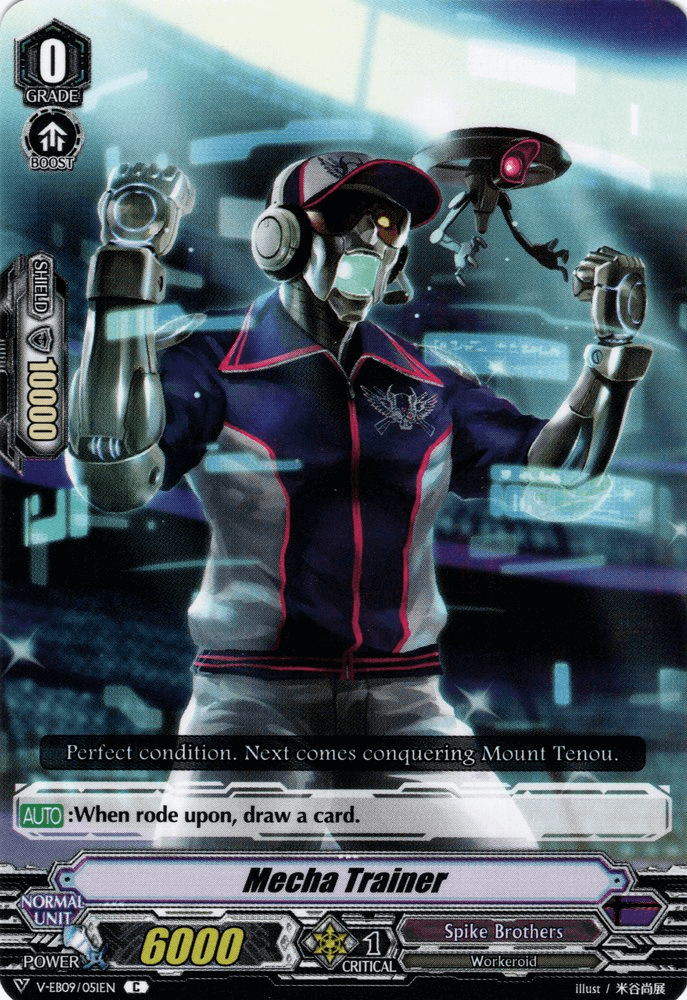 0
GRADE
BOOST
SHIELD
10000
Perfect condition. Next comes conquering Mount Tenou.
AUTO:When rode upon, draw a card.
Mecha Trainer
NORMAL
UNIT
POWER 6000
1
CRITICAL
Spike Brothers
Workeroid
V-EB09/051EN C
illust / 米谷尚展